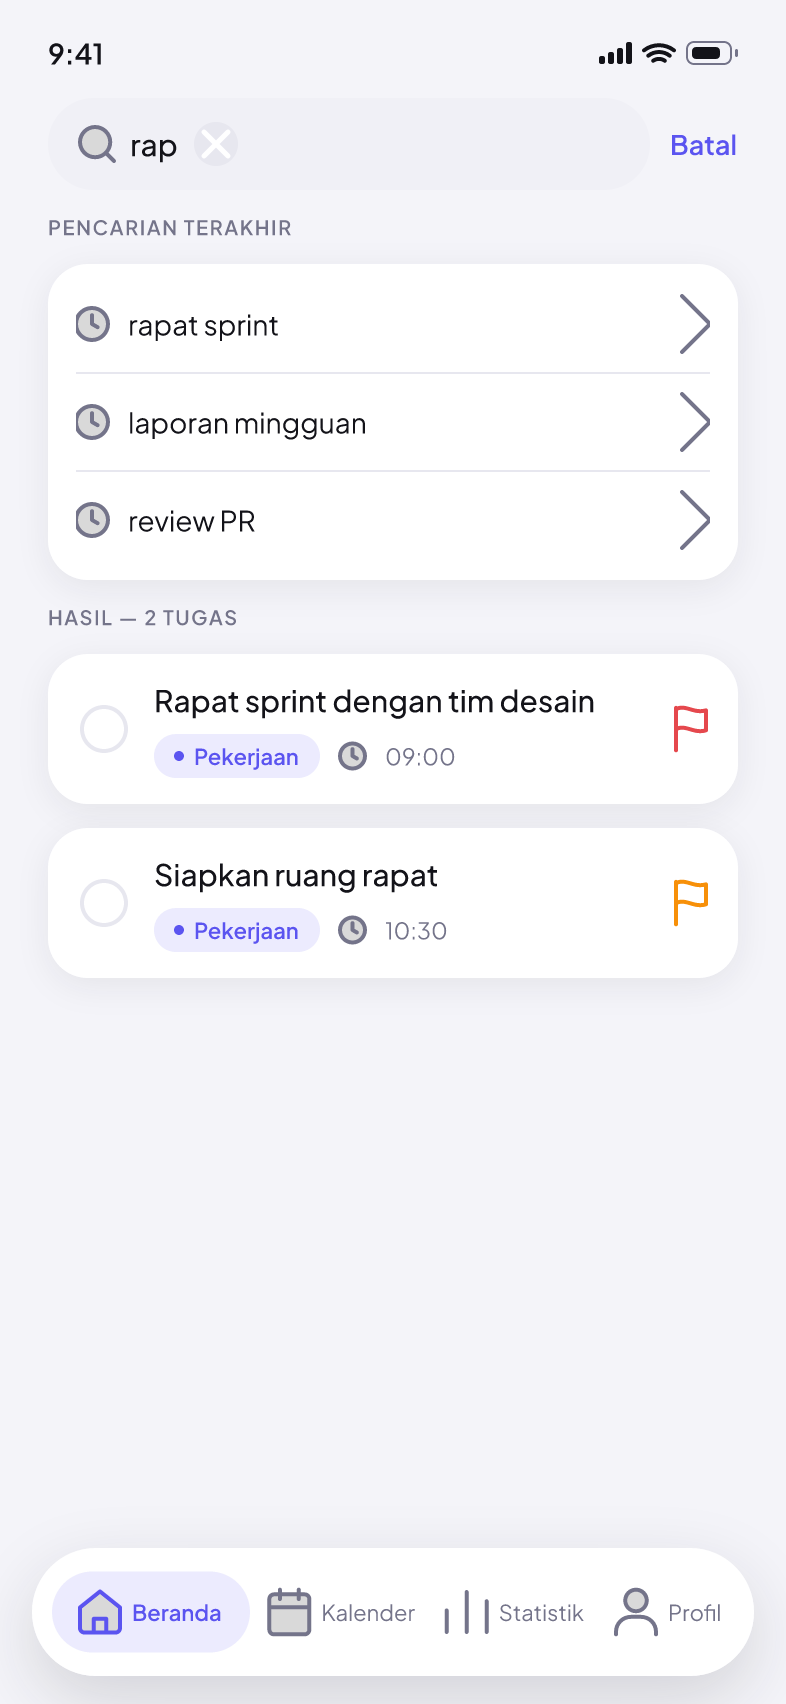 9:41
rap
Batal
PENCARIAN TERAKHIR
rapat sprint
laporan mingguan
review PR
HASIL — 2 TUGAS
Rapat sprint dengan tim desain
Pekerjaan 09:00
Siapkan ruang rapat
Pekerjaan 10:30
Beranda Kalender Statistik Profil